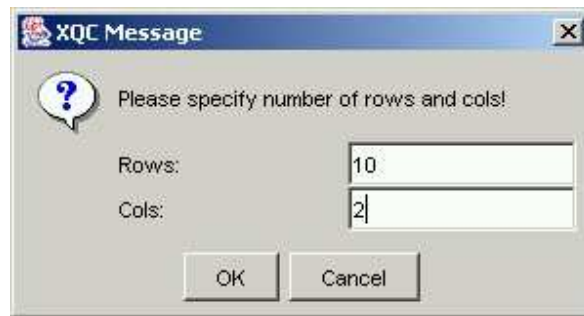 XQC Message
Please specify number of rows and cols!
Rows: 10
Cols: 2
OK Cancel